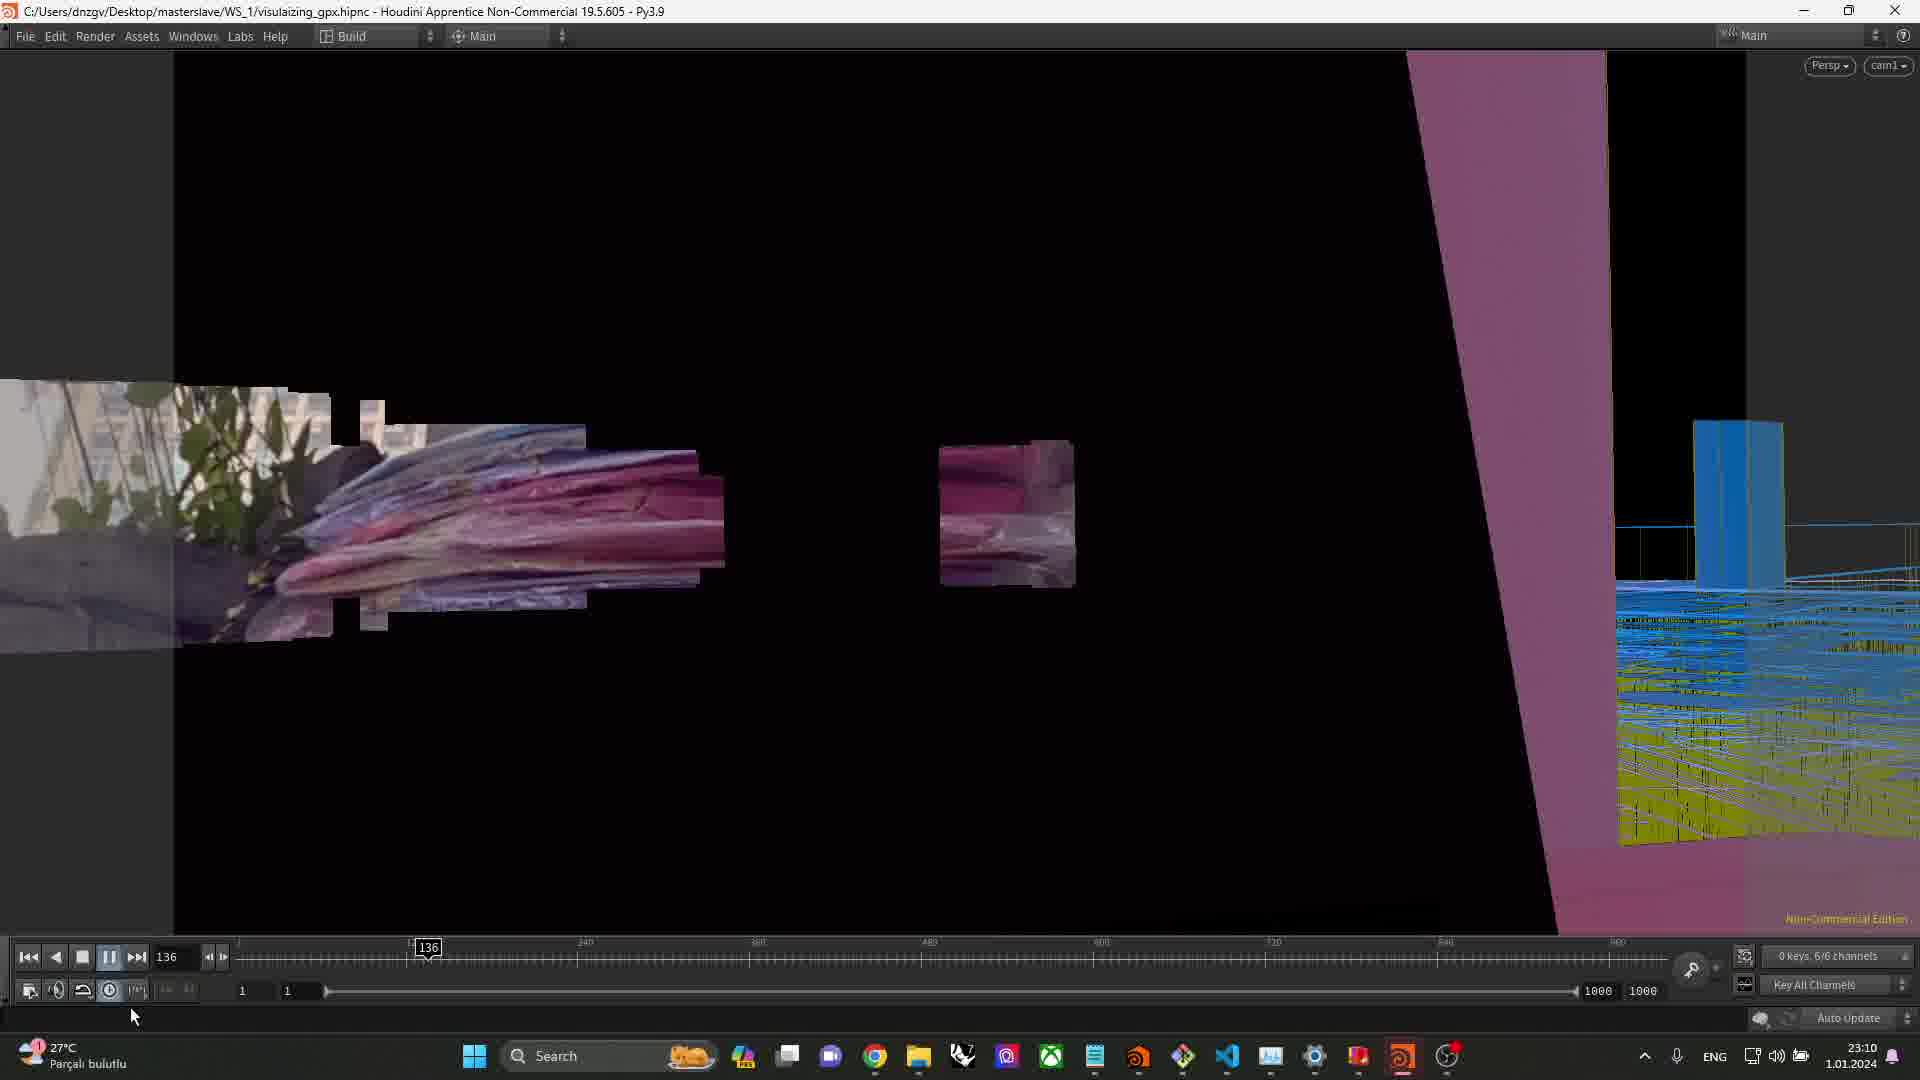 C:/Users/dnzgv/Desktop/masterslave/WS_1/visulaizing_gpx.hipnc - Houdini Apprentice Non-Commercial 19.5.605 - Py3.9
File Edit Render Assets Windows Labs Help Build Main Main
Persp cam1
Non-Commercial Edition
136 136 240 360 480 600 720 840 960 0 keys, 6/6 channels
1 1 1000 1000 Key All Channels
Auto Update
27°C
Parçalı bulutlu
Search
ENG
23:10
1.01.2024